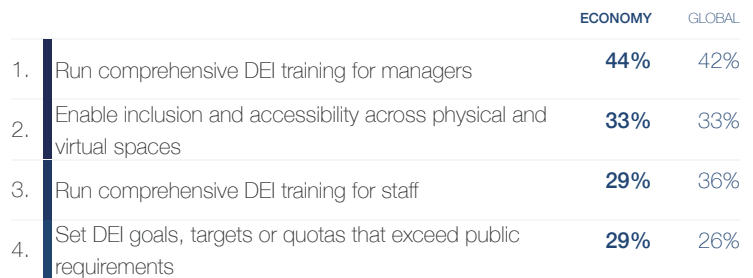 ECONOMY GLOBAL
1. Run comprehensive DEI training for managers 44% 42%
2. Enable inclusion and accessibility across physical and
virtual spaces 33% 33%
3. Run comprehensive DEI training for staff 29% 36%
4. Set DEI goals, targets or quotas that exceed public
requirements 29% 26%